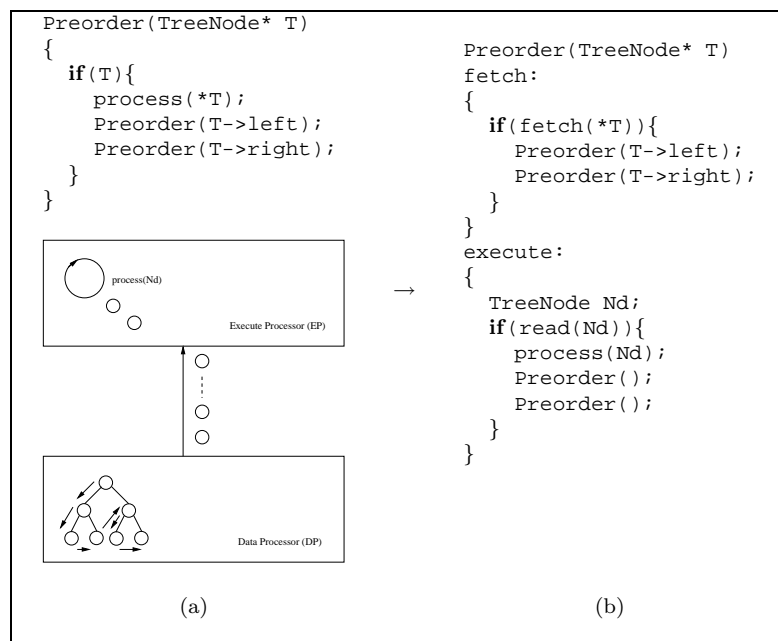 Preorder(TreeNode* T)
{
if(T){
process(*T);
Preorder(T->left);
Preorder(T->right);
}
}
process(Nd)
Execute Processor (EP)
Data Processor (DP)
(a)
→
Preorder(TreeNode* T)
fetch:
{
if(fetch(*T)){
Preorder(T->left);
Preorder(T->right);
}
}
execute:
{
TreeNode Nd;
if(read(Nd)){
process(Nd);
Preorder();
Preorder();
}
}
(b)